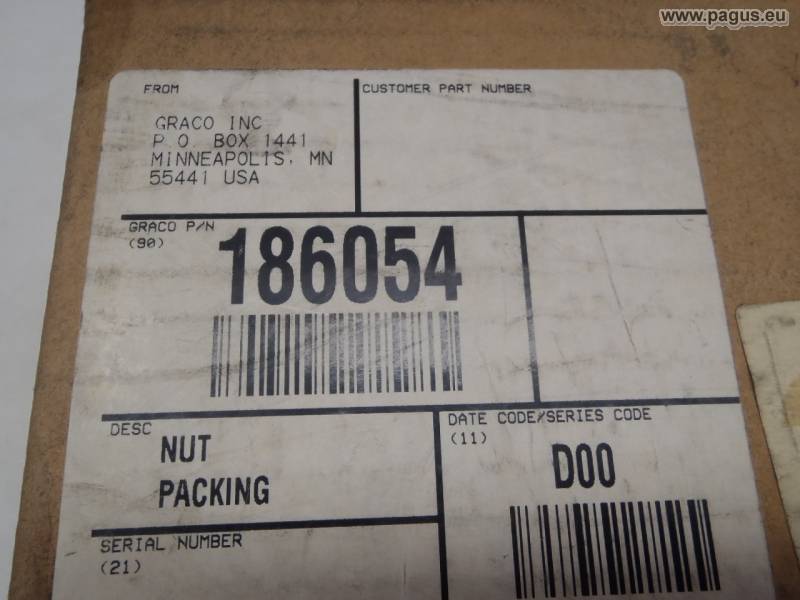 www.pagus.eu
FROM
GRACO INC
P.O. BOX 1441
MINNEAPOLIS, MN
55441 USA
CUSTOMER PART NUMBER
GRACO P/N
(90)
186054
DESC
NUT
PACKING
DATE CODE/SERIES CODE
(11)
D00
SERIAL NUMBER
(21)